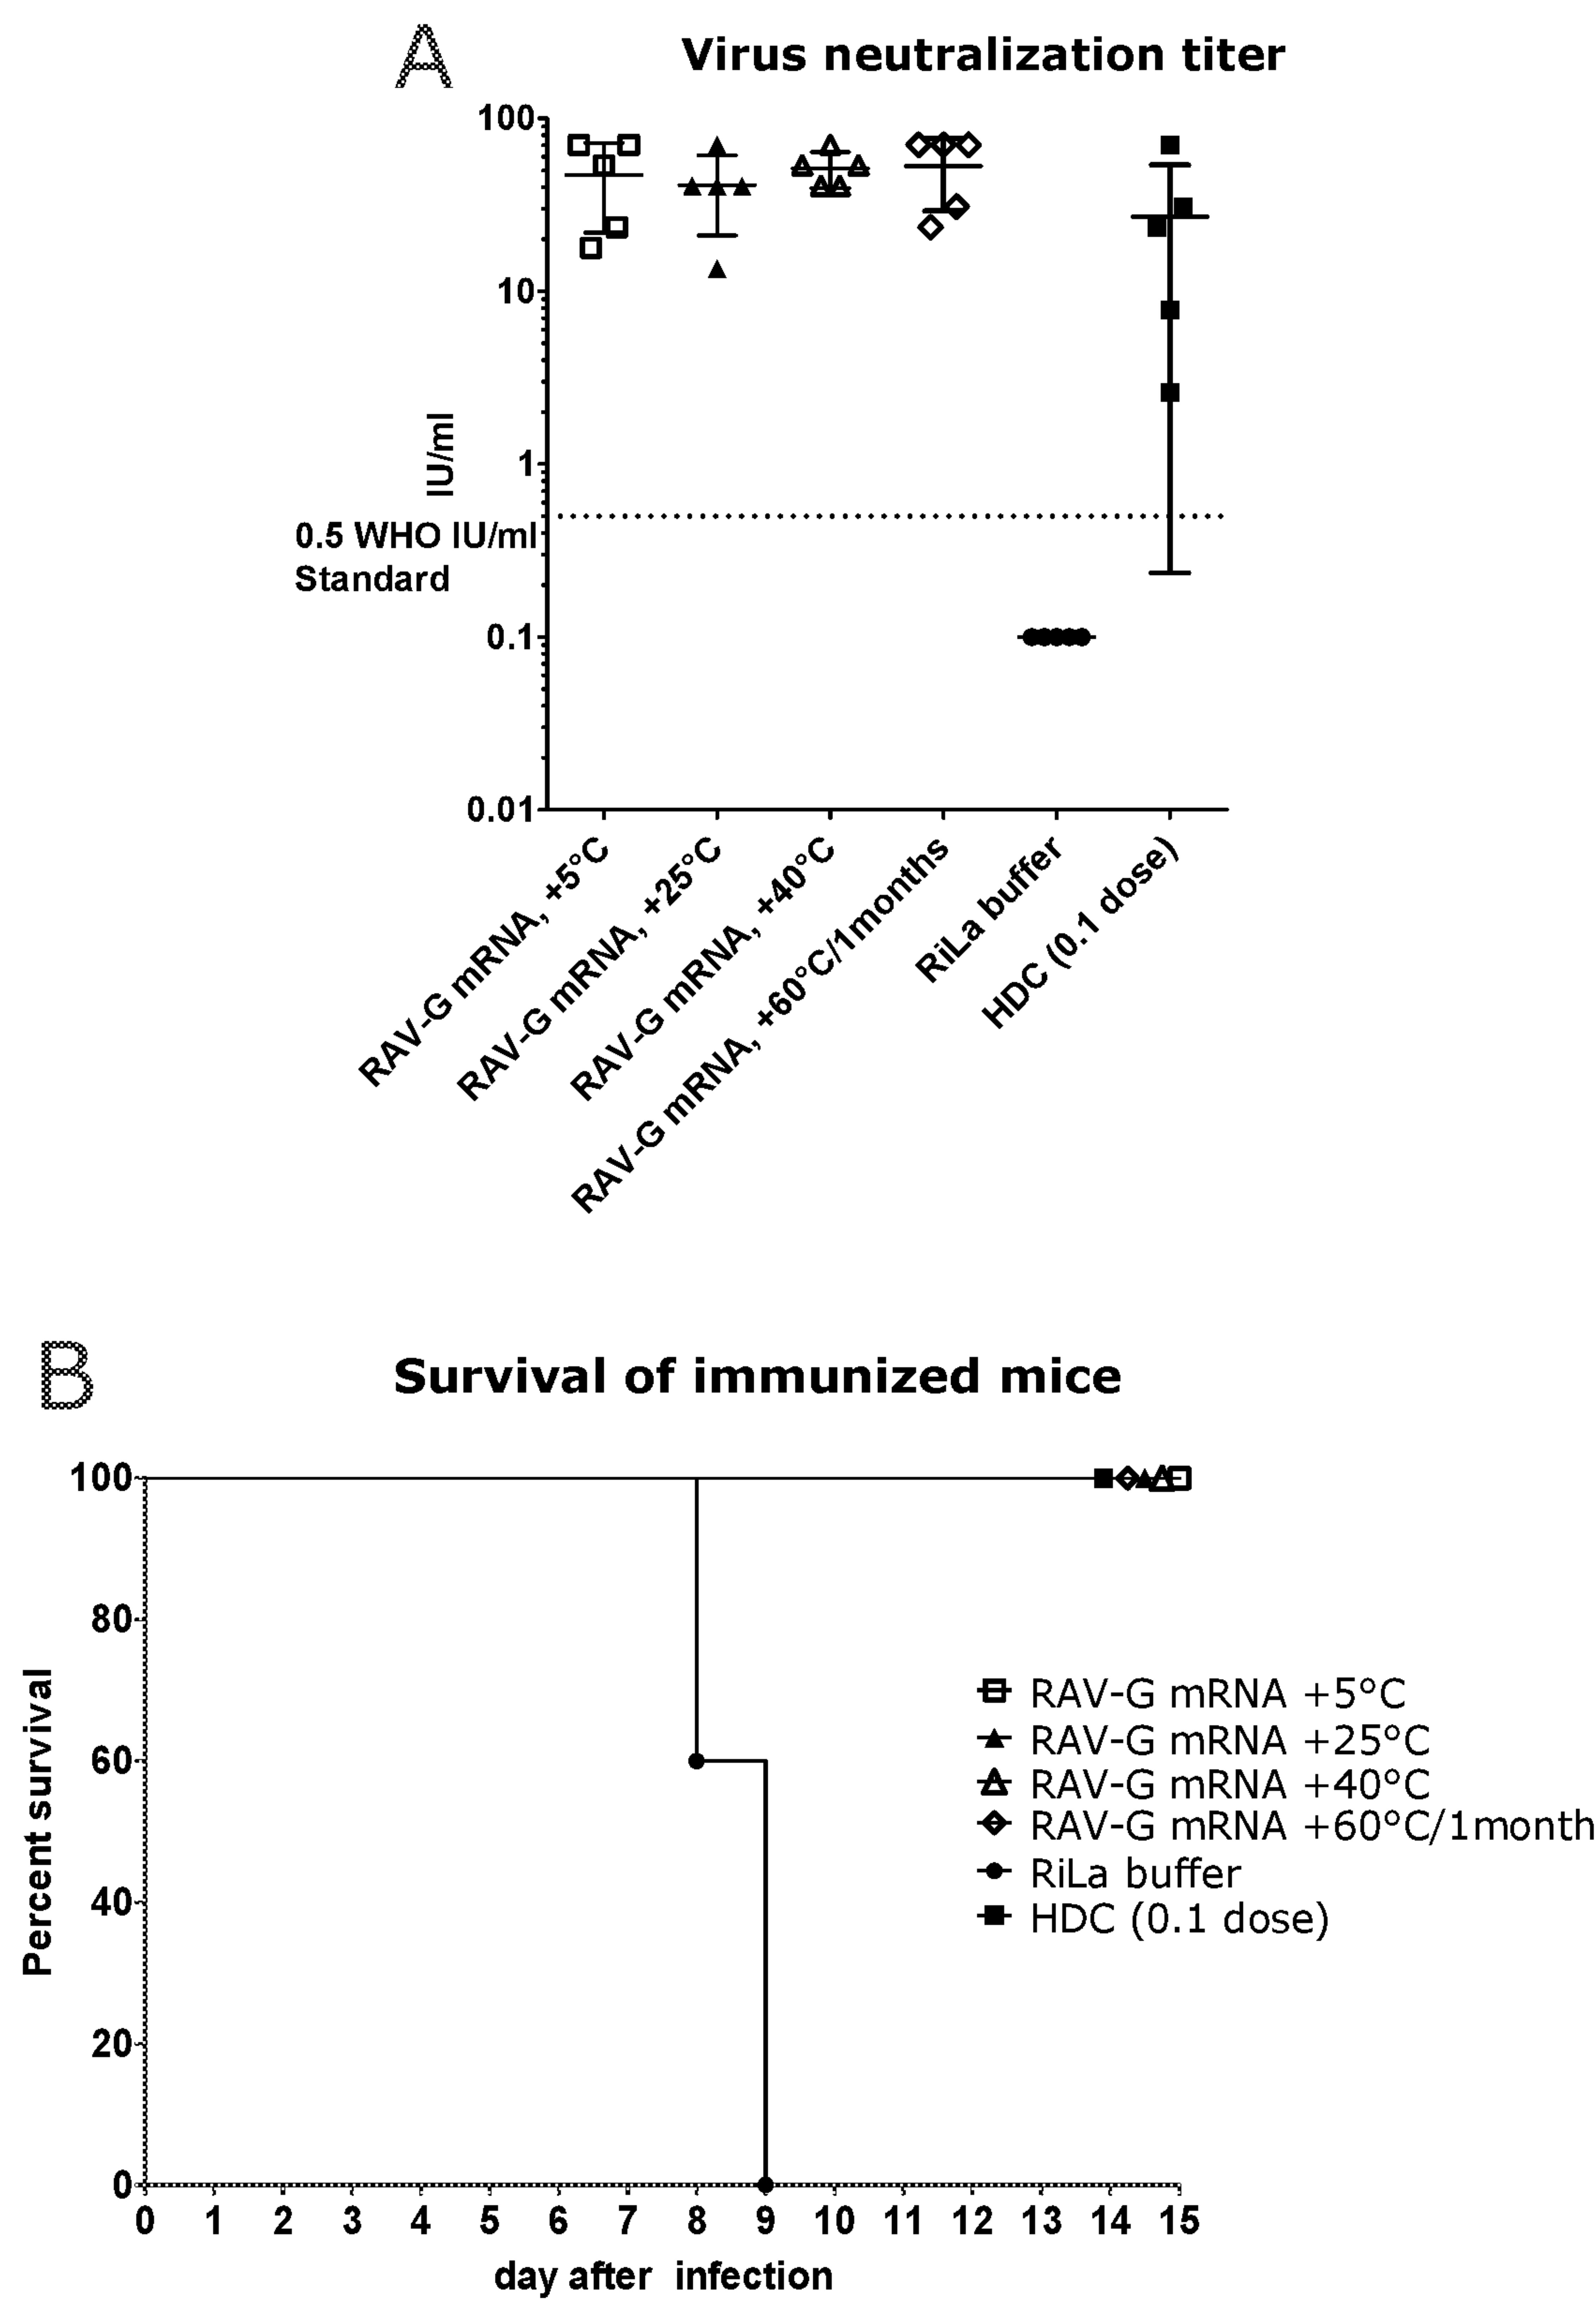 A
Virus neutralization titer
100
10
1
0.1
0.01
IU/ml
0.5 WHO IU/ml
Standard
RAV-G mRNA, +5°C
RAV-G mRNA, +25°C
RAV-G mRNA, +40°C
RAV-G mRNA, +60°C/1months
RiLa buffer
HDC (0.1 dose)
B
Survival of immunized mice
100
80
60
40
20
0
Percent survival
RAV-G mRNA +5°C
RAV-G mRNA +25°C
RAV-G mRNA +40°C
RAV-G mRNA +60°C/1month
RiLa buffer
HDC (0.1 dose)
0 1 2 3 4 5 6 7 8 9 10 11 12 13 14 15
day after infection